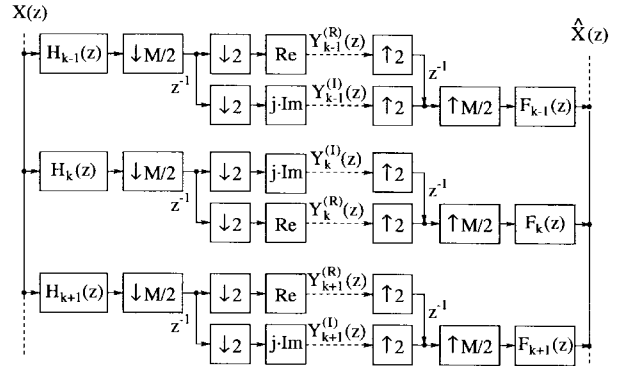 X(z)
X̂(z)
H_{k-1}(z) ↓M/2 ↓2 Re Y_{k-1}^{(R)}(z) ↑2
z^{-1} z^{-1}
↓2 j·Im Y_{k-1}^{(I)}(z) ↑2 ↑M/2 F_{k-1}(z)
H_k(z) ↓M/2 ↓2 j·Im Y_k^{(I)}(z) ↑2
z^{-1} z^{-1}
↓2 Re Y_k^{(R)}(z) ↑2 ↑M/2 F_k(z)
H_{k+1}(z) ↓M/2 ↓2 Re Y_{k+1}^{(R)}(z) ↑2
z^{-1} z^{-1}
↓2 j·Im Y_{k+1}^{(I)}(z) ↑2 ↑M/2 F_{k+1}(z)